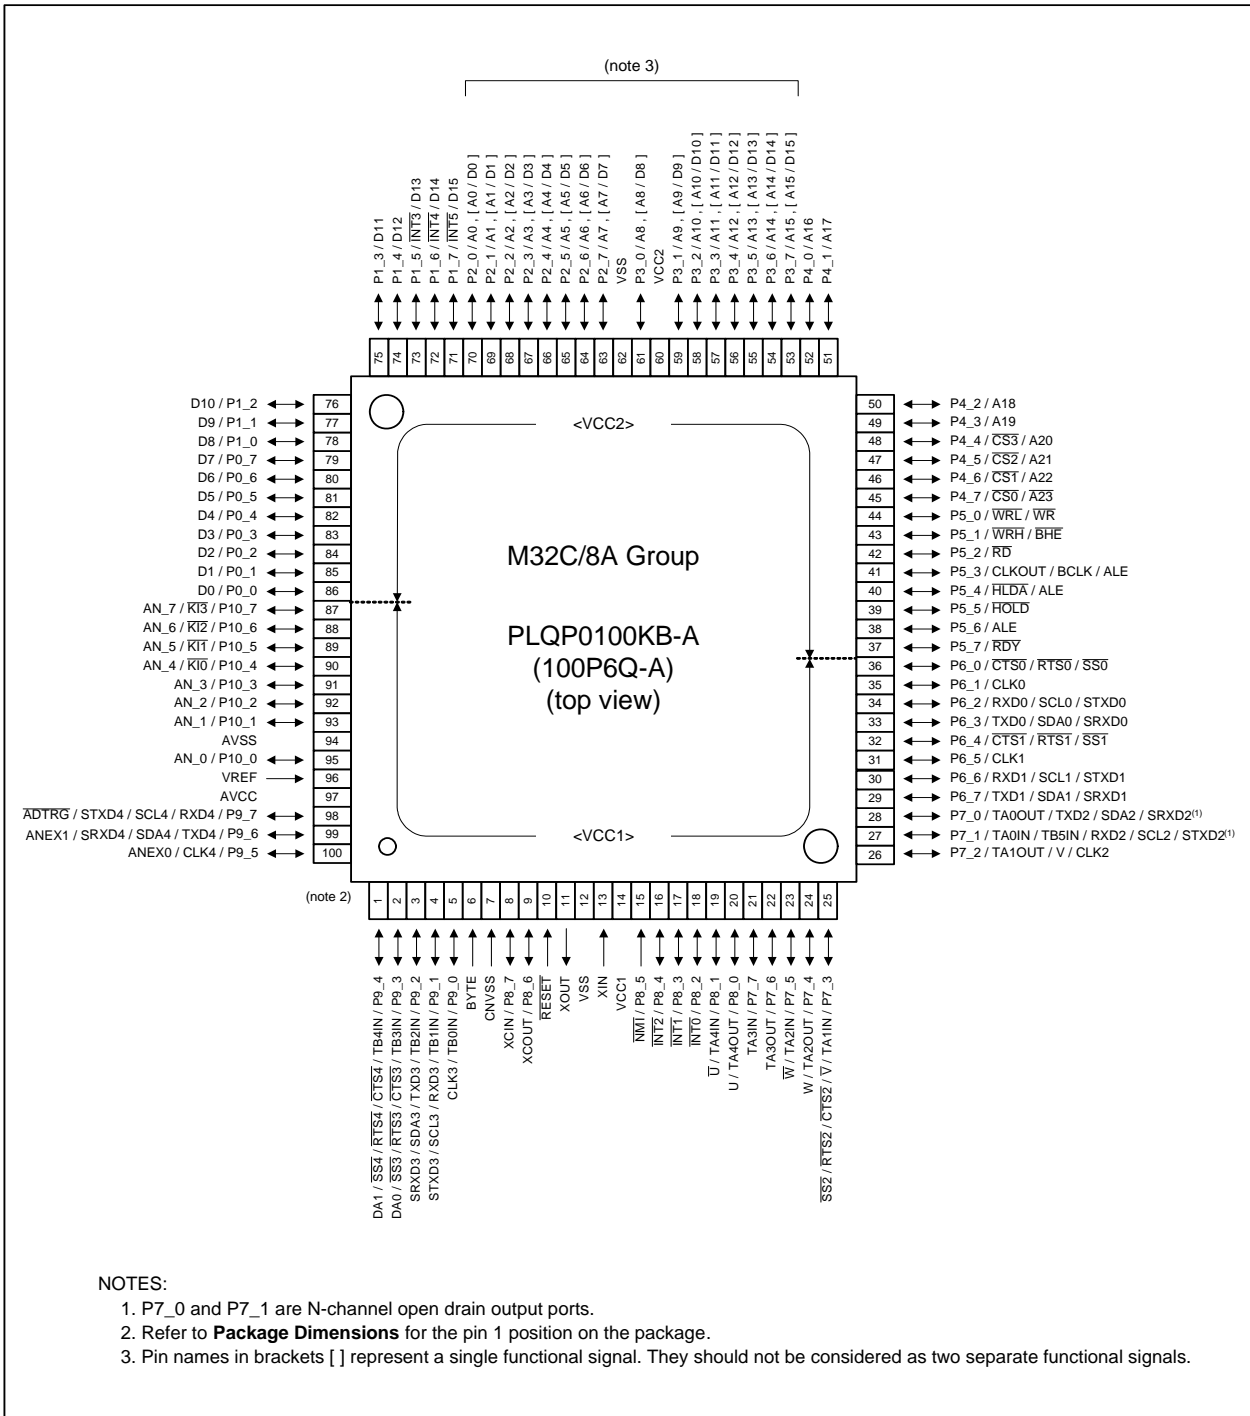 (note 3)
P1_3 / D11
P1_4 / D12
P1_5 / INT3 / D13
P1_6 / INT4 / D14
P1_7 / INT5 / D15
P2_0 / A0 , [ A0 / D0 ]
P2_1 / A1 , [ A1 / D1 ]
P2_2 / A2 , [ A2 / D2 ]
P2_3 / A3 , [ A3 / D3 ]
P2_4 / A4 , [ A4 / D4 ]
P2_5 / A5 , [ A5 / D5 ]
P2_6 / A6 , [ A6 / D6 ]
P2_7 / A7 , [ A7 / D7 ]
VSS
P3_0 / A8 , [ A8 / D8 ]
VCC2
P3_1 / A9 , [ A9 / D9 ]
P3_2 / A10 , [ A10 / D10 ]
P3_3 / A11 , [ A11 / D11 ]
P3_4 / A12 , [ A12 / D12 ]
P3_5 / A13 , [ A13 / D13 ]
P3_6 / A14 , [ A14 / D14 ]
P3_7 / A15 , [ A15 / D15 ]
P4_0 / A16
P4_1 / A17
75 74 73 72 71 70 69 68 67 66 65 64 63 62 61 60 59 58 57 56 55 54 53 52 51
D10 / P1_2 76
D9 / P1_1 77
D8 / P1_0 78
D7 / P0_7 79
D6 / P0_6 80
D5 / P0_5 81
D4 / P0_4 82
D3 / P0_3 83
D2 / P0_2 84
D1 / P0_1 85
D0 / P0_0 86
AN_7 / KI3 / P10_7 87
AN_6 / KI2 / P10_6 88
AN_5 / KI1 / P10_5 89
AN_4 / KI0 / P10_4 90
AN_3 / P10_3 91
AN_2 / P10_2 92
AN_1 / P10_1 93
AVSS 94
AN_0 / P10_0 95
VREF 96
AVCC 97
ADTRG / STXD4 / SCL4 / RXD4 / P9_7 98
ANEX1 / SRXD4 / SDA4 / TXD4 / P9_6 99
ANEX0 / CLK4 / P9_5 100
<VCC2>
M32C/8A Group
PLQP0100KB-A
(100P6Q-A)
(top view)
<VCC1>
50 P4_2 / A18
49 P4_3 / A19
48 P4_4 / CS3 / A20
47 P4_5 / CS2 / A21
46 P4_6 / CS1 / A22
45 P4_7 / CS0 / A23
44 P5_0 / WRL / WR
43 P5_1 / WRH / BHE
42 P5_2 / RD
41 P5_3 / CLKOUT / BCLK / ALE
40 P5_4 / HLDA / ALE
39 P5_5 / HOLD
38 P5_6 / ALE
37 P5_7 / RDY
36 P6_0 / CTS0 / RTS0 / SS0
35 P6_1 / CLK0
34 P6_2 / RXD0 / SCL0 / STXD0
33 P6_3 / TXD0 / SDA0 / SRXD0
32 P6_4 / CTS1 / RTS1 / SS1
31 P6_5 / CLK1
30 P6_6 / RXD1 / SCL1 / STXD1
29 P6_7 / TXD1 / SDA1 / SRXD1
28 P7_0 / TA0OUT / TXD2 / SDA2 / SRXD2(1)
27 P7_1 / TA0IN / TB5IN / RXD2 / SCL2 / STXD2(1)
26 P7_2 / TA1OUT / V / CLK2
(note 2)
1 2 3 4 5 6 7 8 9 10 11 12 13 14 15 16 17 18 19 20 21 22 23 24 25
DA1 / SS4 / RTS4 / CTS4 / TB4IN / P9_4
DA0 / SS3 / RTS3 / CTS3 / TB3IN / P9_3
SRXD3 / SDA3 / TXD3 / TB2IN / P9_2
STXD3 / SCL3 / RXD3 / TB1IN / P9_1
CLK3 / TB0IN / P9_0
BYTE
CNVSS
XCIN / P8_7
XCOUT / P8_6
RESET
XOUT
VSS
XIN
VCC1
NMI / P8_5
INT2 / P8_4
INT1 / P8_3
INT0 / P8_2
U / TA4IN / P8_1
U / TA4OUT / P8_0
TA3IN / P7_7
TA3OUT / P7_6
W / TA2IN / P7_5
W / TA2OUT / P7_4
SS2 / RTS2 / CTS2 / V / TA1IN / P7_3
NOTES:
1. P7_0 and P7_1 are N-channel open drain output ports.
2. Refer to Package Dimensions for the pin 1 position on the package.
3. Pin names in brackets [ ] represent a single functional signal. They should not be considered as two separate functional signals.